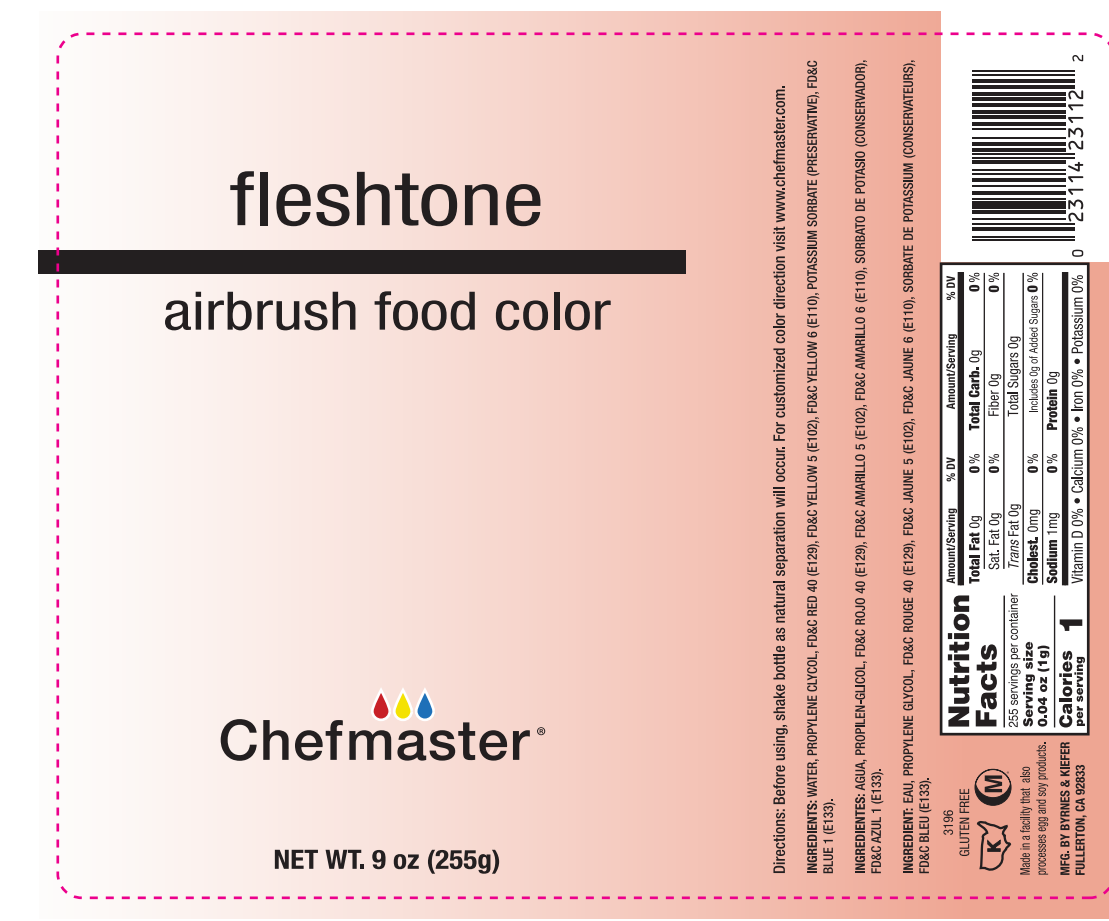 fleshtone
airbrush food color
Chefmaster®
NET WT. 9 oz (255g)
Directions: Before using, shake bottle as natural separation will occur. For customized color direction visit www.chefmaster.com.
INGREDIENTS: WATER, PROPYLENE CLYCOL, FD&C RED 40 (E129), FD&C YELLOW 5 (E102), FD&C YELLOW 6 (E110), POTASSIUM SORBATE (PRESERVATIVE), FD&C
BLUE 1 (E133).
INGREDIENTES: AGUA, PROPILEN-GLICOL, FD&C ROJO 40 (E129), FD&C AMARILLO 5 (E102), FD&C AMARILLO 6 (E110), SORBATO DE POTASIO (CONSERVADOR),
FD&C AZUL 1 (E133).
INGREDIENT: EAU, PROPYLENE GLYCOL, FD&C ROUGE 40 (E129), FD&C JAUNE 5 (E102), FD&C JAUNE 6 (E110), SORBATE DE POTASSIUM (CONSERVATEURS),
FD&C BLEU (E133).
3196
GLUTEN FREE
K M
Made in a facility that also
processes egg and soy products.
MFG. BY BYRNES & KIEFER
FULLERTON, CA 92833
Nutrition
Facts
255 servings per container
Serving size
0.04 oz (1g)
Calories 1
per serving
Amount/Serving % DV
Total Fat 0g 0%
Sat. Fat 0g 0%
Trans Fat 0g
Cholest. 0mg 0%
Sodium 1mg 0%
Amount/Serving % DV
Total Carb. 0g 0%
Fiber 0g 0%
Total Sugars 0g
Includes 0g of Added Sugars 0%
Protein 0g
Vitamin D 0% • Calcium 0% • Iron 0% • Potassium 0%
0 23114 23112 2